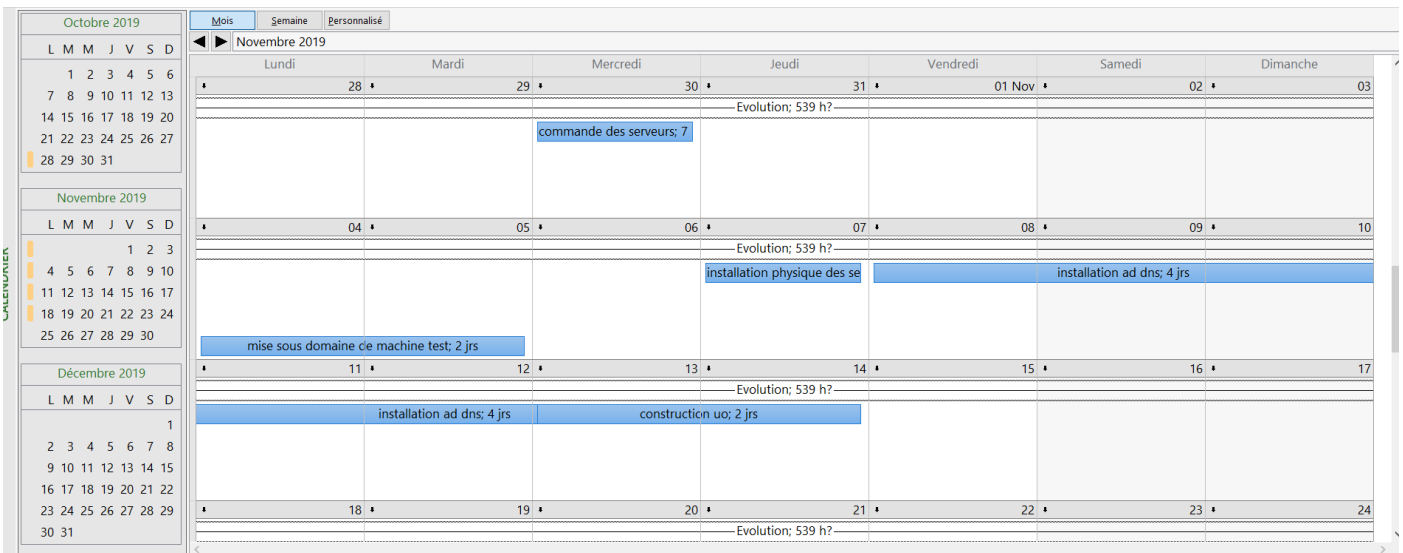 CALENDRIER
Octobre 2019
L M M J V S D
1 2 3 4 5 6
7 8 9 10 11 12 13
14 15 16 17 18 19 20
21 22 23 24 25 26 27
28 29 30 31
Novembre 2019
L M M J V S D
1 2 3
4 5 6 7 8 9 10
11 12 13 14 15 16 17
18 19 20 21 22 23 24
25 26 27 28 29 30
Décembre 2019
L M M J V S D
1
2 3 4 5 6 7 8
9 10 11 12 13 14 15
16 17 18 19 20 21 22
23 24 25 26 27 28 29
30 31
Mois Semaine Personnalisé
Novembre 2019
Lundi Mardi Mercredi Jeudi Vendredi Samedi Dimanche
28 29 30 31 01 Nov 02 03
Evolution; 539 h?
commande des serveurs; 7
04 05 06 07 08 09 10
Evolution; 539 h?
installation physique des se installation ad dns; 4 jrs
mise sous domaine de machine test; 2 jrs
11 12 13 14 15 16 17
Evolution; 539 h?
installation ad dns; 4 jrs construction uo; 2 jrs
18 19 20 21 22 23 24
Evolution; 539 h?